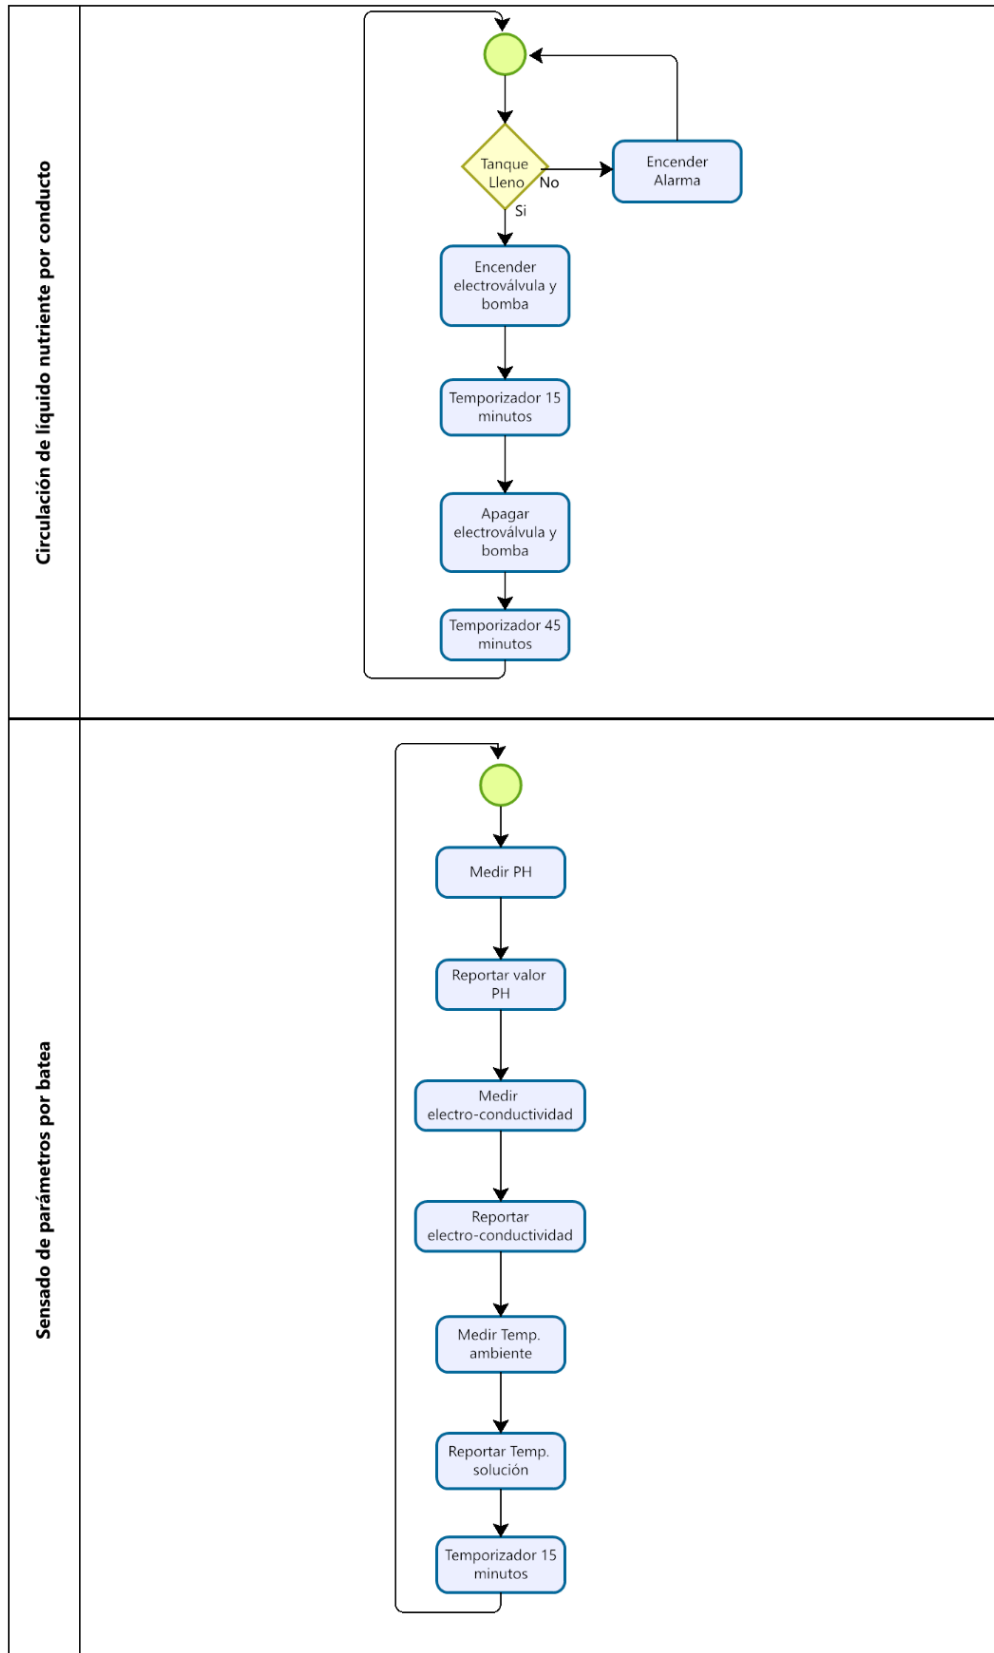 Circulación de líquido nutriente por conducto
Tanque
Lleno
No
Si
Encender
Alarma
Encender
electroválvula y
bomba
Temporizador 15
minutos
Apagar
electroválvula y
bomba
Temporizador 45
minutos
Sensado de parámetros por batea
Medir PH
Reportar valor
PH
Medir
electro-conductividad
Reportar
electro-conductividad
Medir Temp.
ambiente
Reportar Temp.
solución
Temporizador 15
minutos